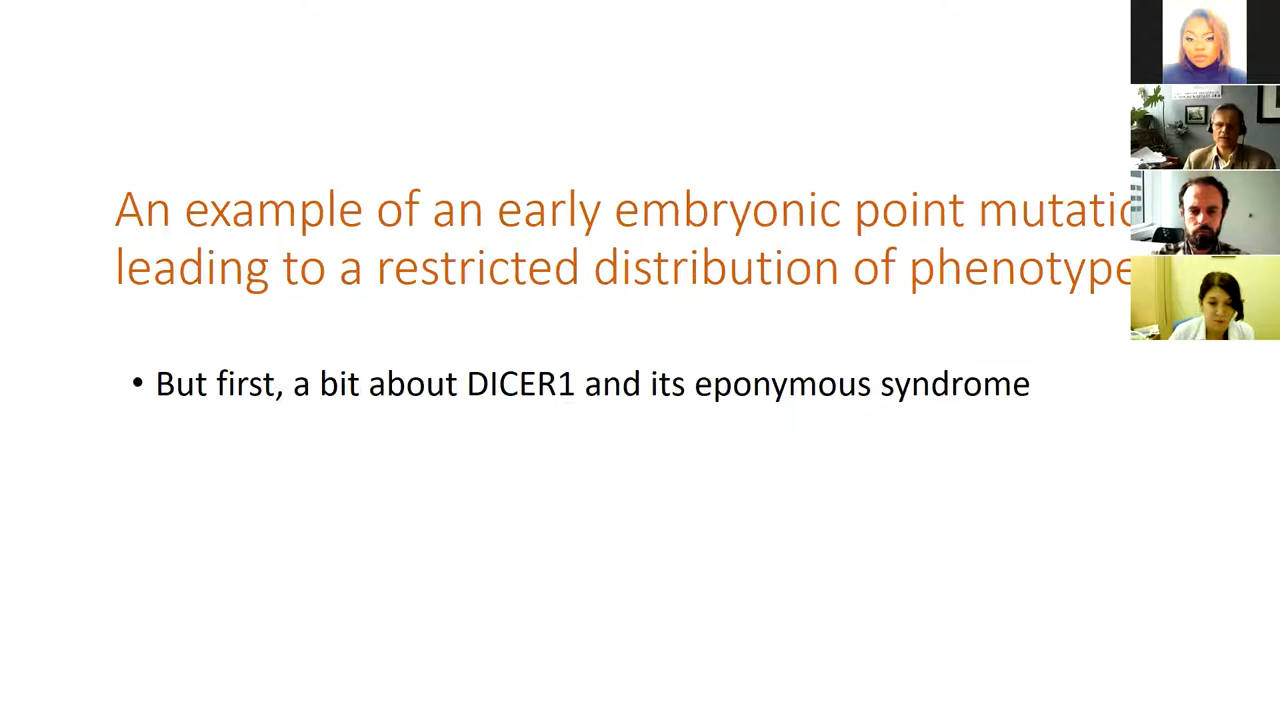 An example of an early embryonic point mutatic
leading to a restricted distribution of phenotype
• But first, a bit about DICER1 and its eponymous syndrome